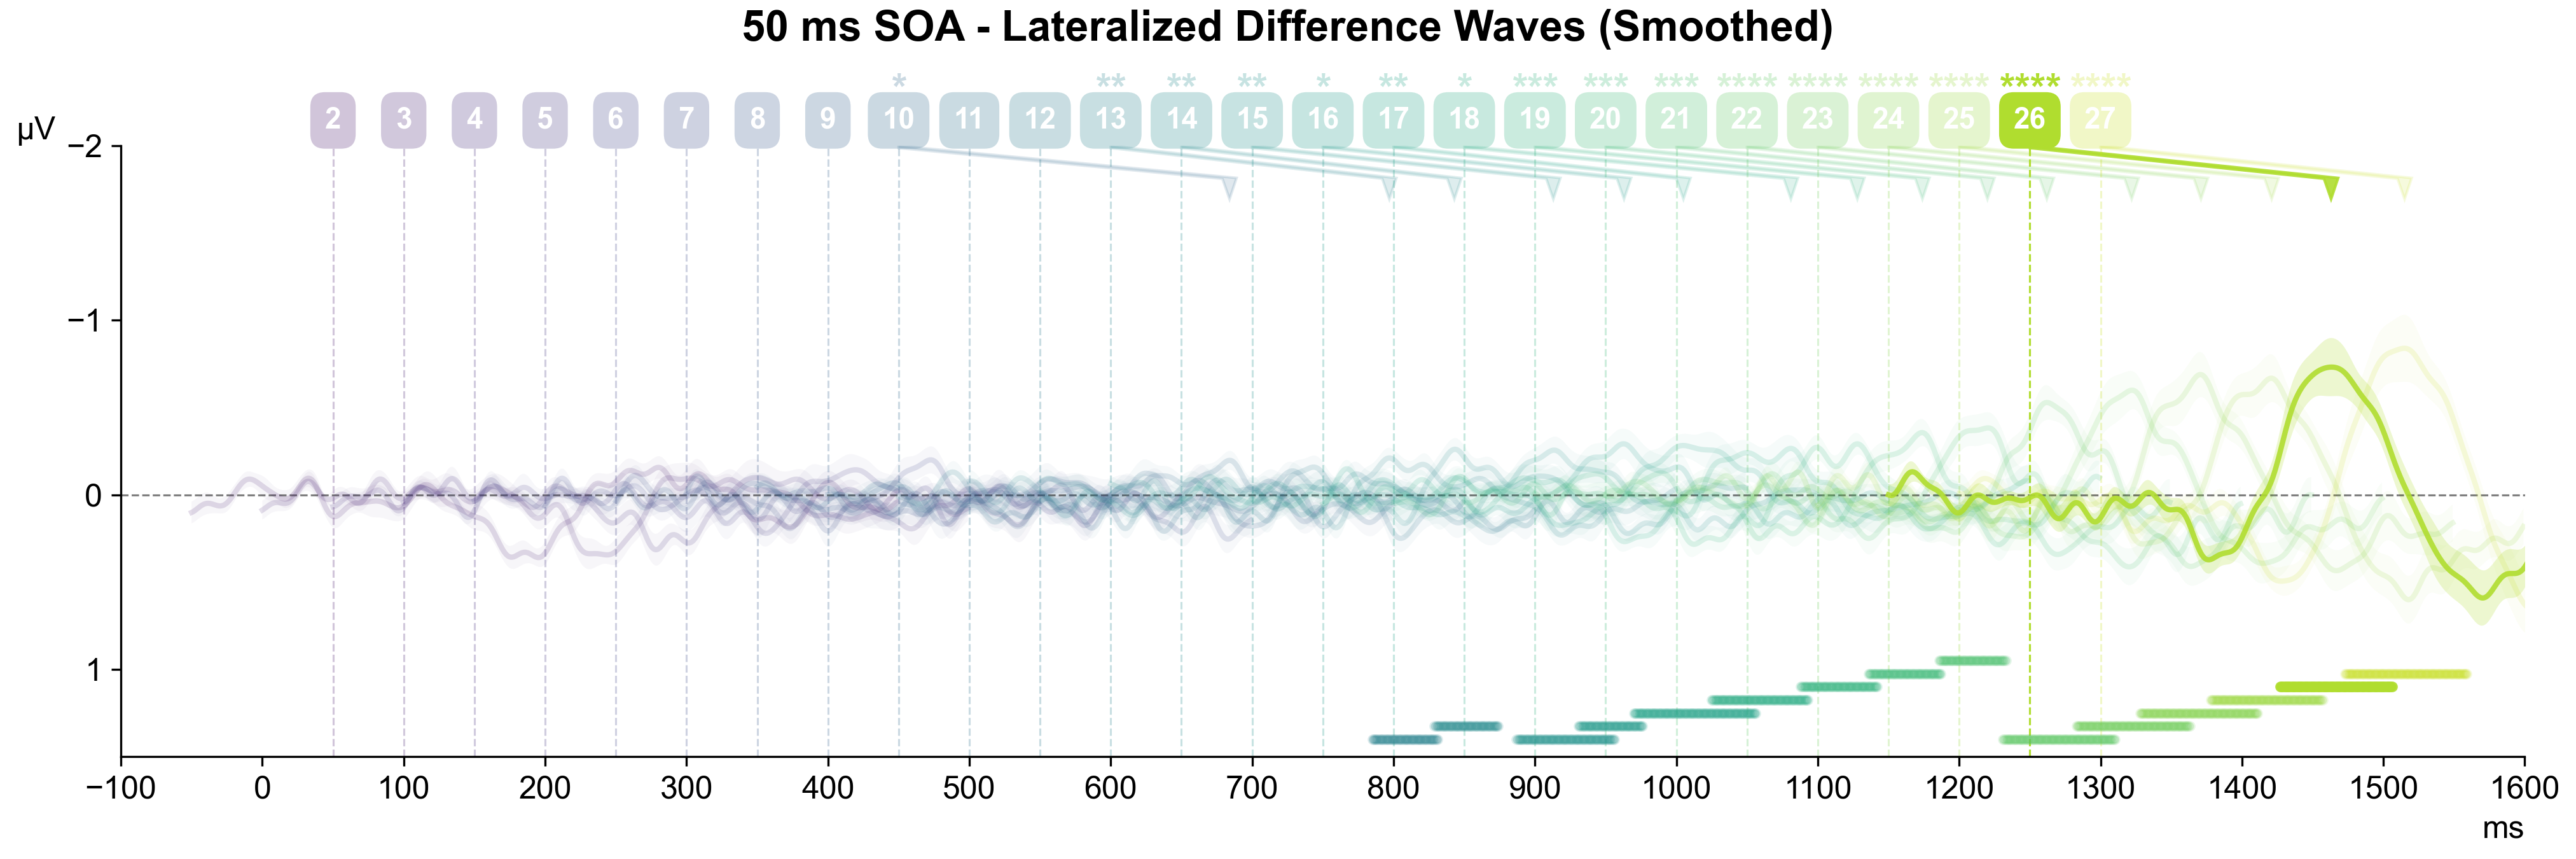 50 ms SOA - Lateralized Difference Waves (Smoothed)
* ** ** ** * ** * *** *** *** **** **** **** **** **** ****
2 3 4 5 6 7 8 9 10 11 12 13 14 15 16 17 18 19 20 21 22 23 24 25 26 27
μV
−2
−1
0
1
−100 0 100 200 300 400 500 600 700 800 900 1000 1100 1200 1300 1400 1500 1600
ms